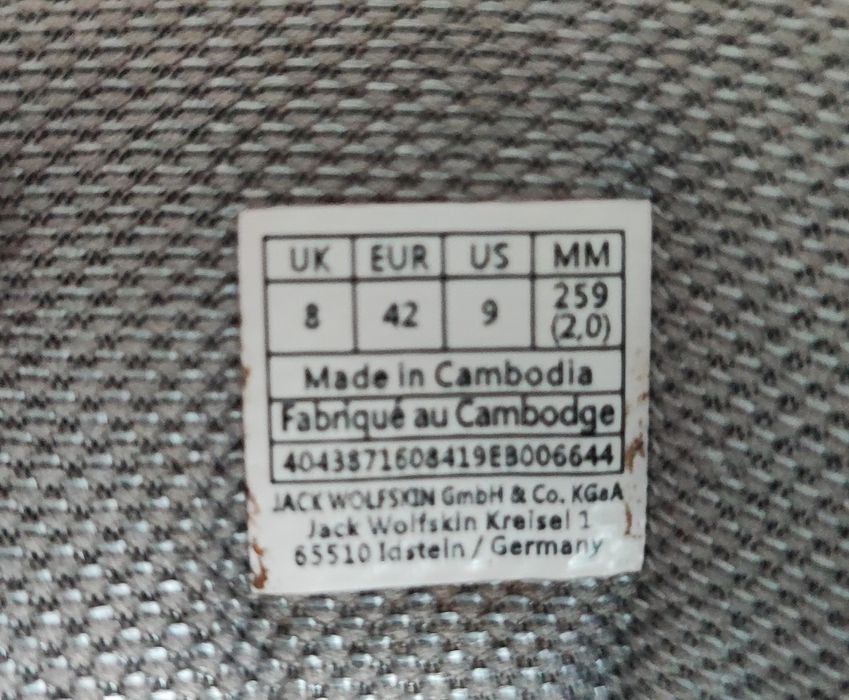 UK EUR US MM
8 42 9 259 (2,0)
Made in Cambodia
Fabriqué au Cambodge
4043871608419EB006644
JACK WOLFSKIN GmbH & Co. KGaA
Jack Wolfskin Kreisel 1
65510 Idstein / Germany